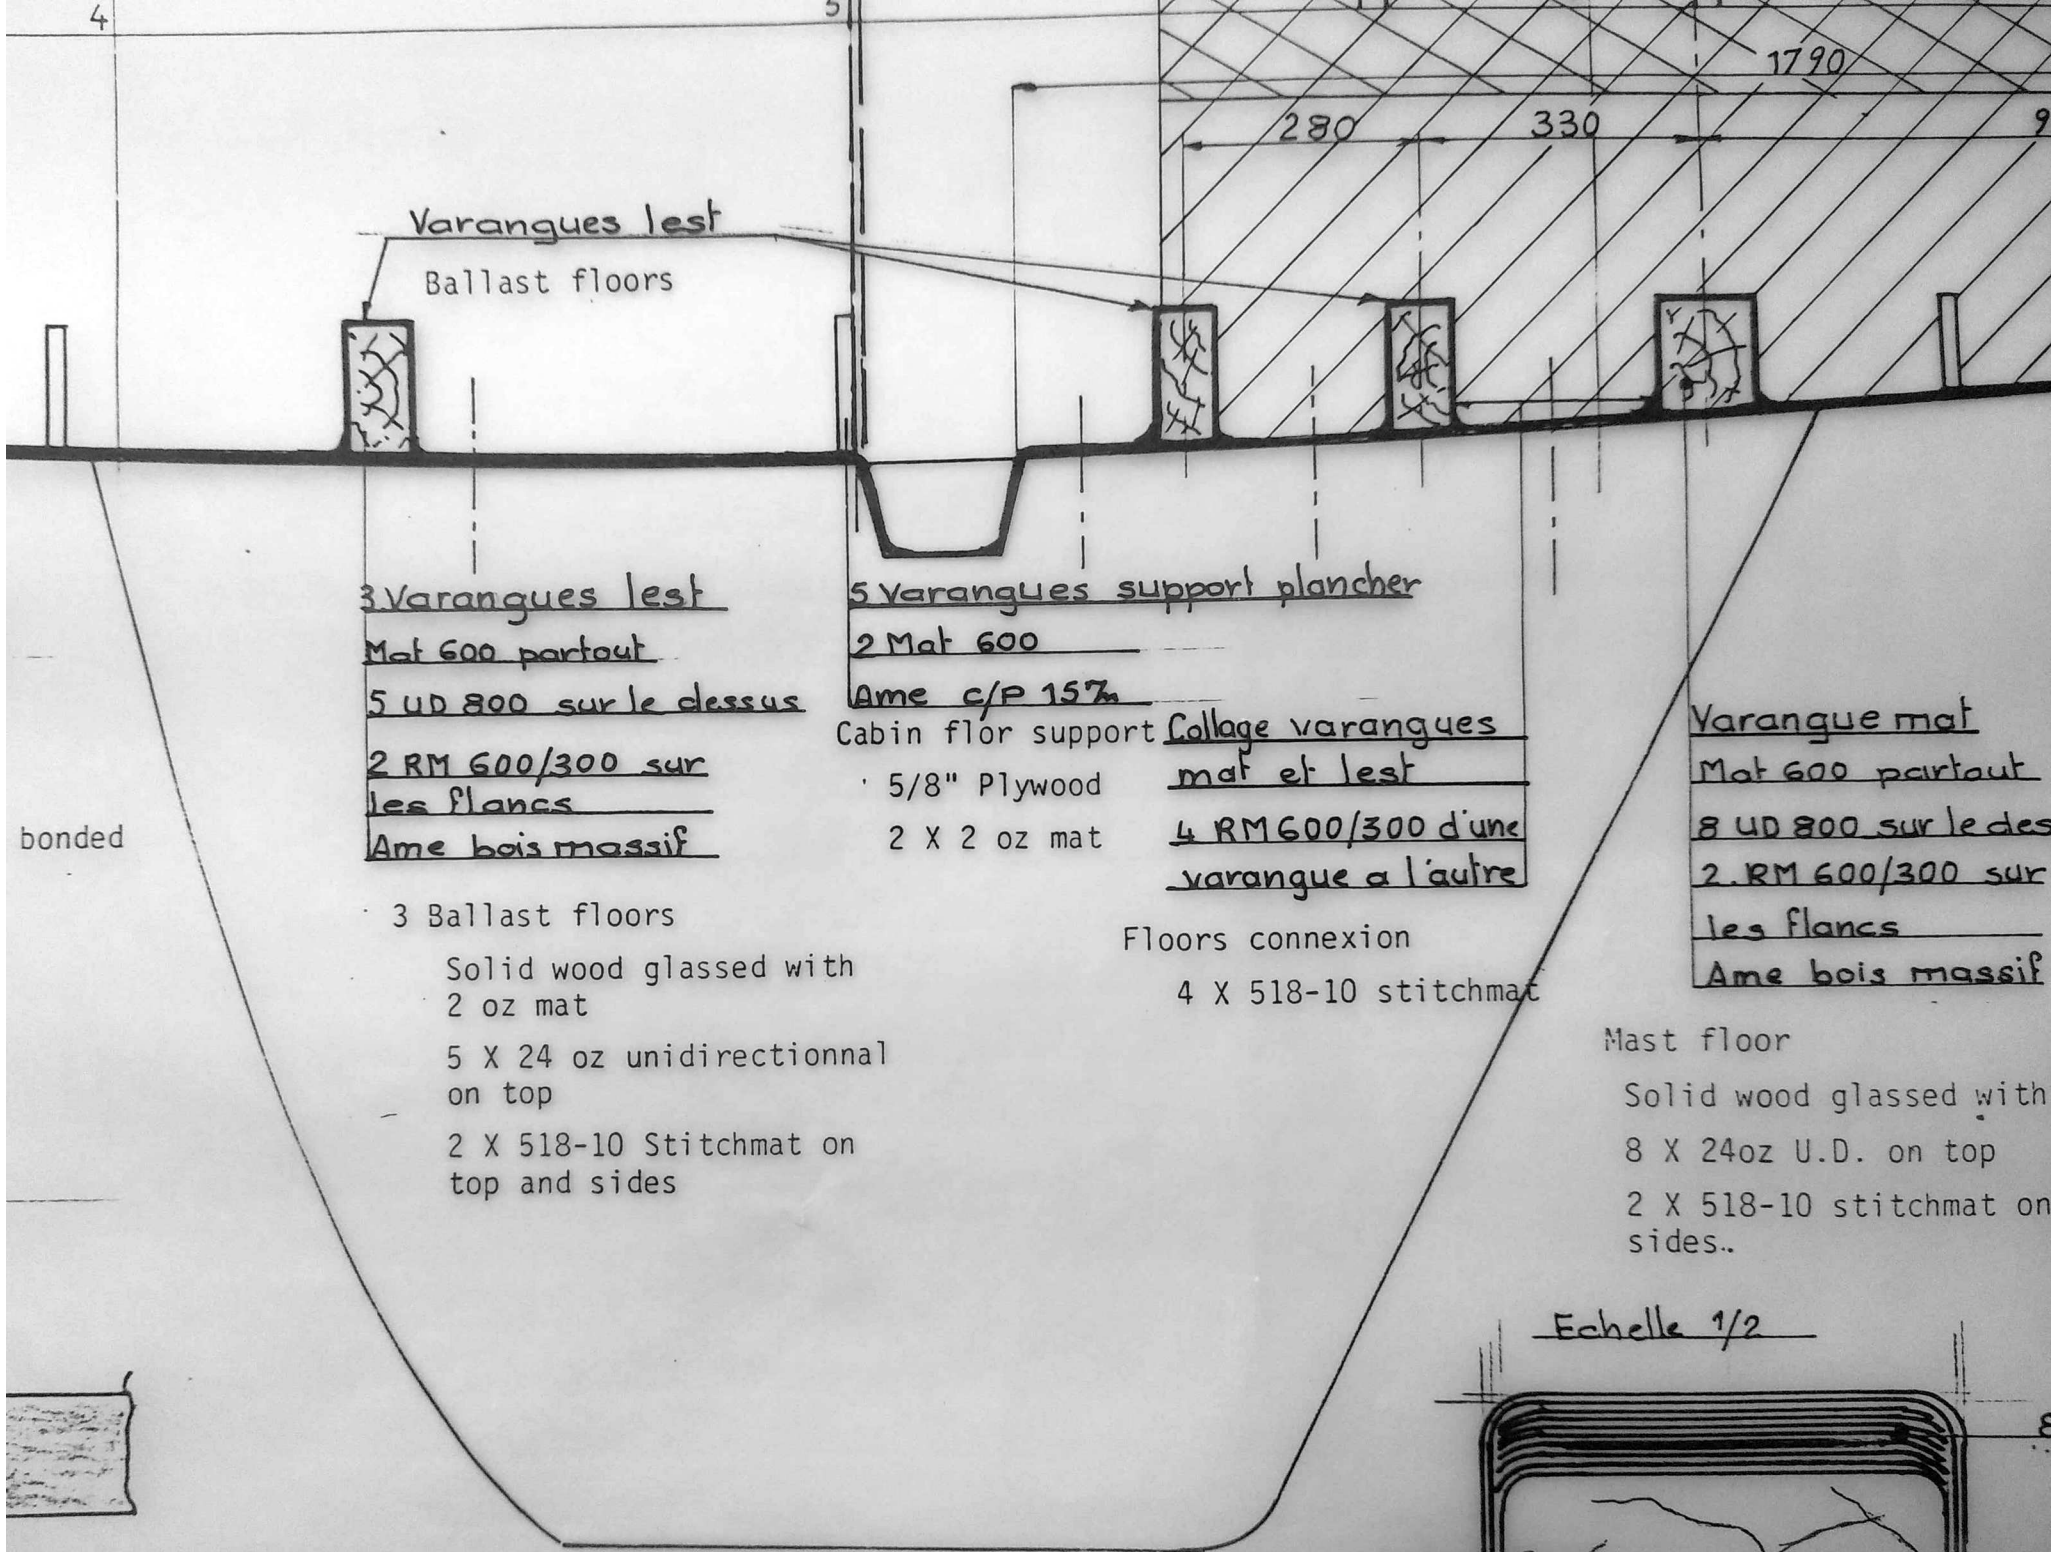 4
5
1790
280
330
9
Varangues lest
Ballast floors
3 Varangues lest
Mat 600 partout
5 UD 800 sur le dessus
2 RM 600/300 sur
les flancs
Ame bois massif
3 Ballast floors
Solid wood glassed with
2 oz mat
5 X 24 oz unidirectionnal
on top
2 X 518-10 Stitchmat on
top and sides
bonded
5 Varangues support plancher
2 Mat 600
Ame c/P 15 m/m
Cabin flor support
5/8" Plywood
2 X 2 oz mat
Collage varangues
mat et lest
4 RM 600/300 d'une
varangue a l'autre
Floors connexion
4 X 518-10 stitchmat
Varangue mat
Mat 600 partout
8 UD 800 sur le des
2.RM 600/300 sur
les flancs
Ame bois massif
Mast floor
Solid wood glassed with
8 X 24oz U.D. on top
2 X 518-10 stitchmat on
sides..
Echelle 1/2